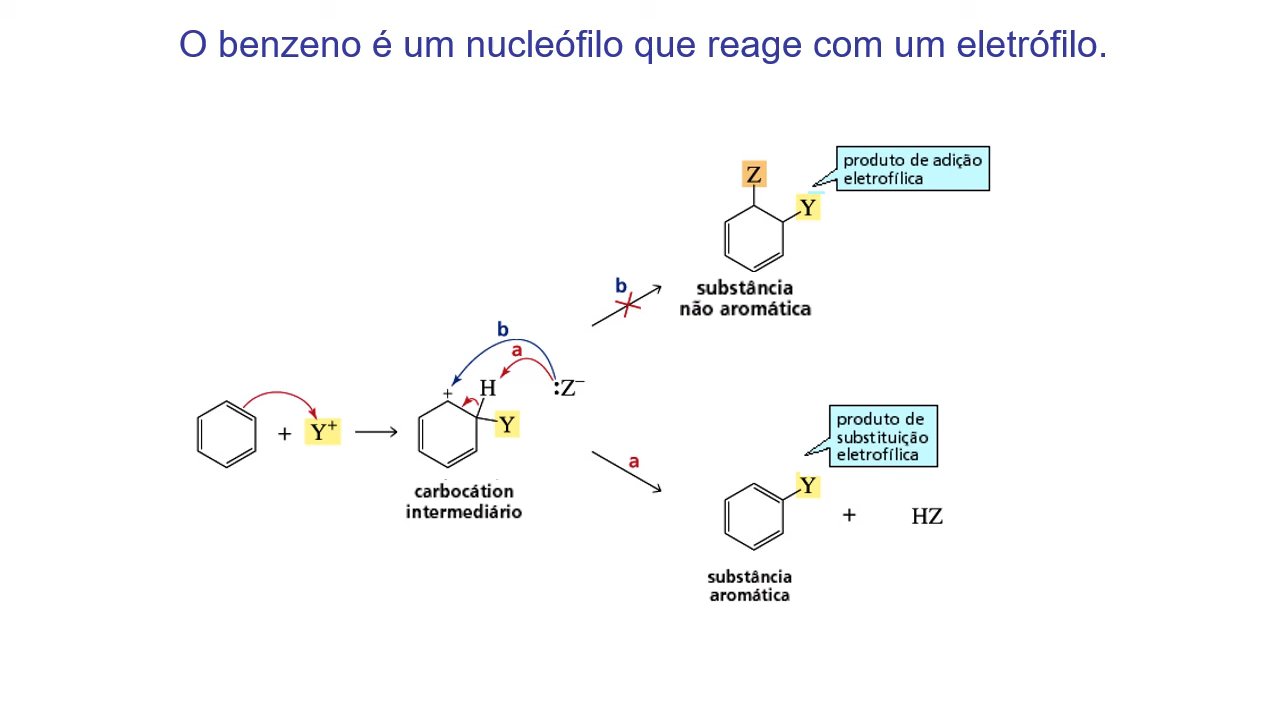 O benzeno é um nucleófilo que reage com um eletrófilo.
produto de adição
eletrofílica
Z
Y
substância
não aromática
b
b
a
H
:Z⁻
+
Y
+
Y⁺
carbocátion
intermediário
a
produto de
substituição
eletrofílica
Y
+
HZ
substância
aromática